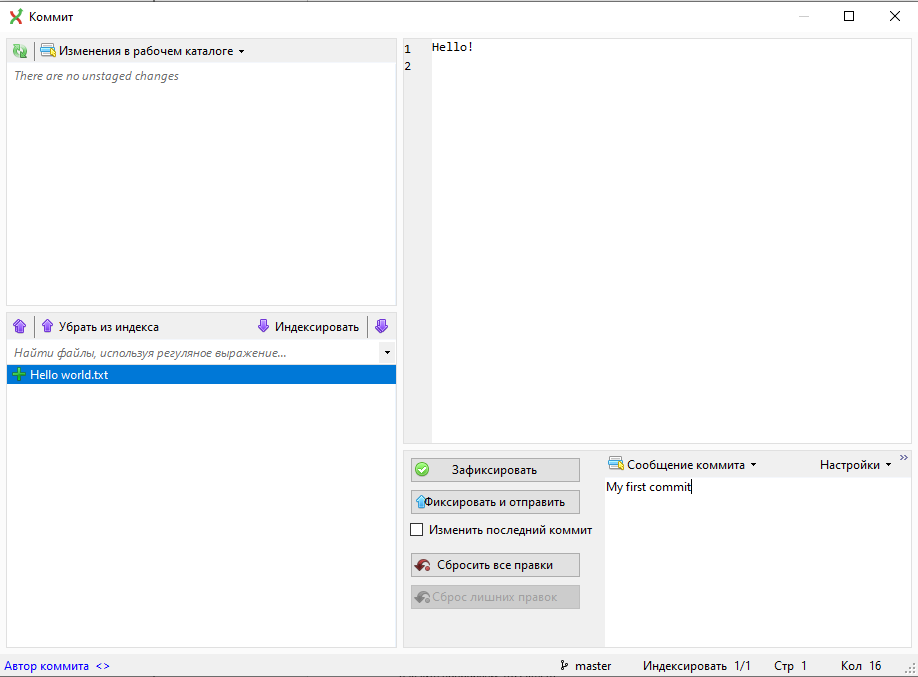 Коммит
Изменения в рабочем каталоге
There are no unstaged changes
1 Hello!
2
Убрать из индекса Индексировать
Найти файлы, используя регуляное выражение...
Hello world.txt
Зафиксировать
Фиксировать и отправить
Изменить последний коммит
Сбросить все правки
Сброс лишних правок
Сообщение коммита Настройки »
My first commit
Автор коммита <> master Индексировать 1/1 Стр 1 Кол 16